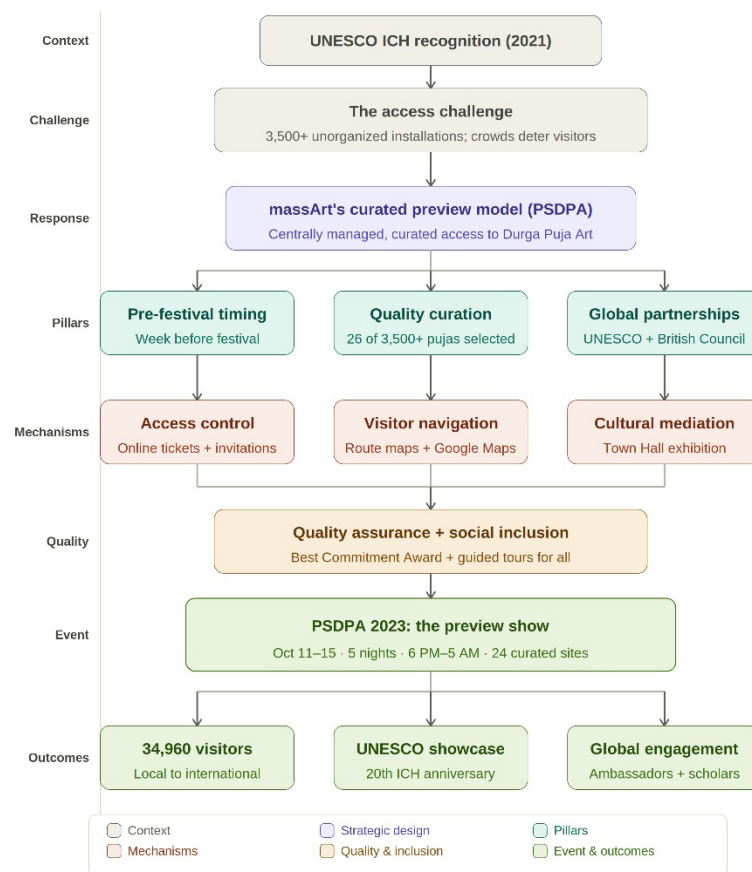 Context
UNESCO ICH recognition (2021)
Challenge
The access challenge
3,500+ unorganized installations; crowds deter visitors
Response
massArt's curated preview model (PSDPA)
Centrally managed, curated access to Durga Puja Art
Pillars
Pre-festival timing
Week before festival
Quality curation
26 of 3,500+ pujas selected
Global partnerships
UNESCO + British Council
Mechanisms
Access control
Online tickets + invitations
Visitor navigation
Route maps + Google Maps
Cultural mediation
Town Hall exhibition
Quality
Quality assurance + social inclusion
Best Commitment Award + guided tours for all
Event
PSDPA 2023: the preview show
Oct 11–15 · 5 nights · 6 PM–5 AM · 24 curated sites
Outcomes
34,960 visitors
Local to international
UNESCO showcase
20th ICH anniversary
Global engagement
Ambassadors + scholars
Context
Strategic design
Pillars
Mechanisms
Quality & inclusion
Event & outcomes